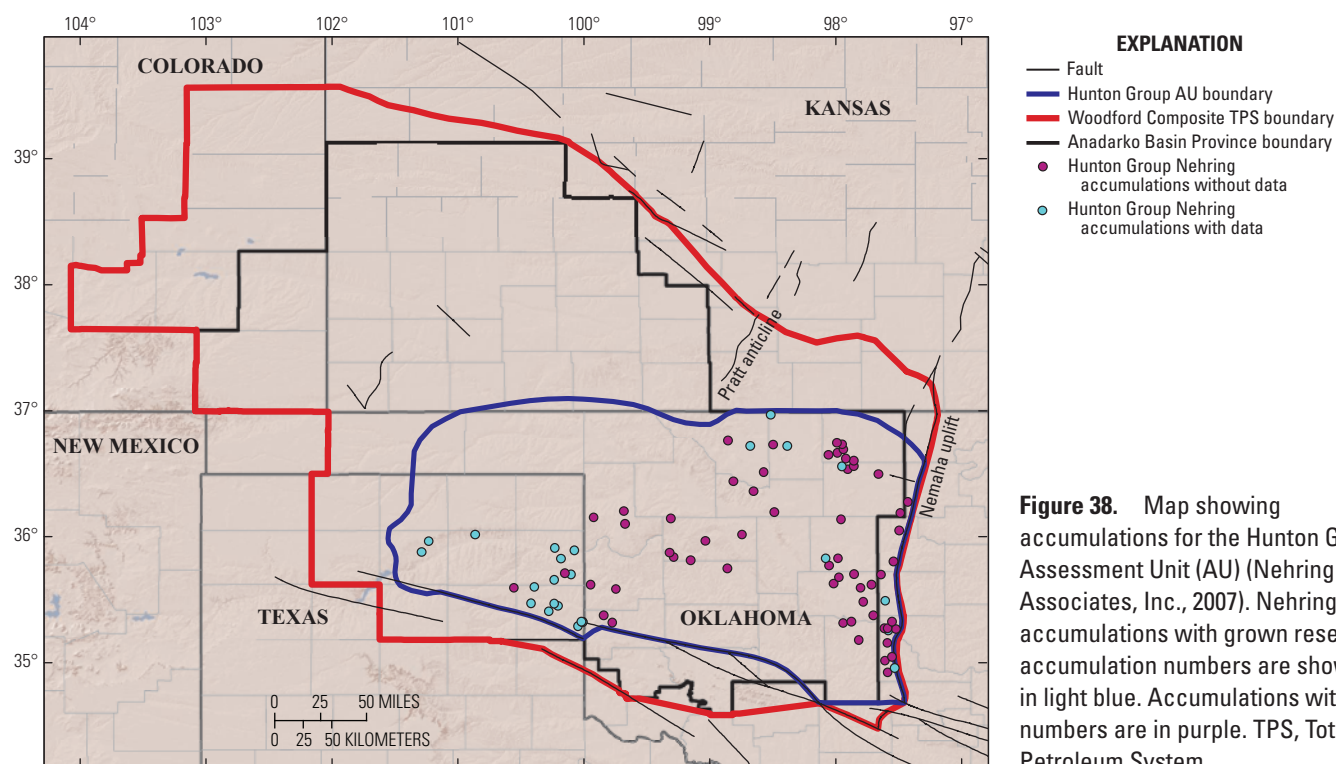 104° 103° 102° 101° 100° 99° 98° 97°
COLORADO
KANSAS
39°
38°
37°
36°
35°
Pratt anticline
Nemaha uplift
NEW MEXICO
TEXAS
OKLAHOMA
0 25 50 MILES
0 25 50 KILOMETERS
EXPLANATION
Fault
Hunton Group AU boundary
Woodford Composite TPS boundary
Anadarko Basin Province boundary
Hunton Group Nehring
accumulations without data
Hunton Group Nehring
accumulations with data
Figure 38. Map showing
accumulations for the Hunton G
Assessment Unit (AU) (Nehring
Associates, Inc., 2007). Nehring
accumulations with grown rese
accumulation numbers are show
in light blue. Accumulations wit
numbers are in purple. TPS, Tot
Petroleum System